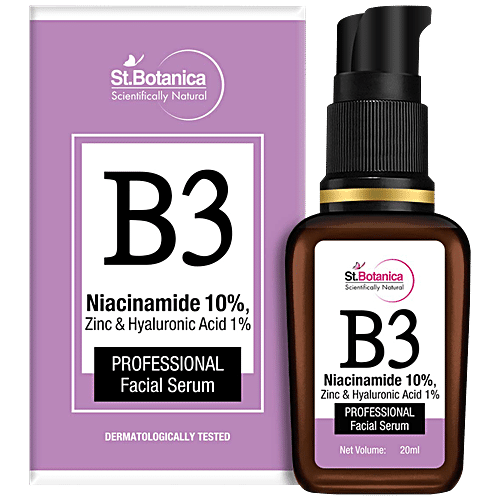 St.Botanica
Scientifically Natural
B3
Niacinamide 10%,
Zinc & Hyaluronic Acid 1%
PROFESSIONAL
Facial Serum
DERMATOLOGICALLY TESTED
St.Botanica
Scientifically Natural
B3
Niacinamide 10%,
Zinc & Hyaluronic Acid 1%
PROFESSIONAL
Facial Serum
Net Volume: 20ml